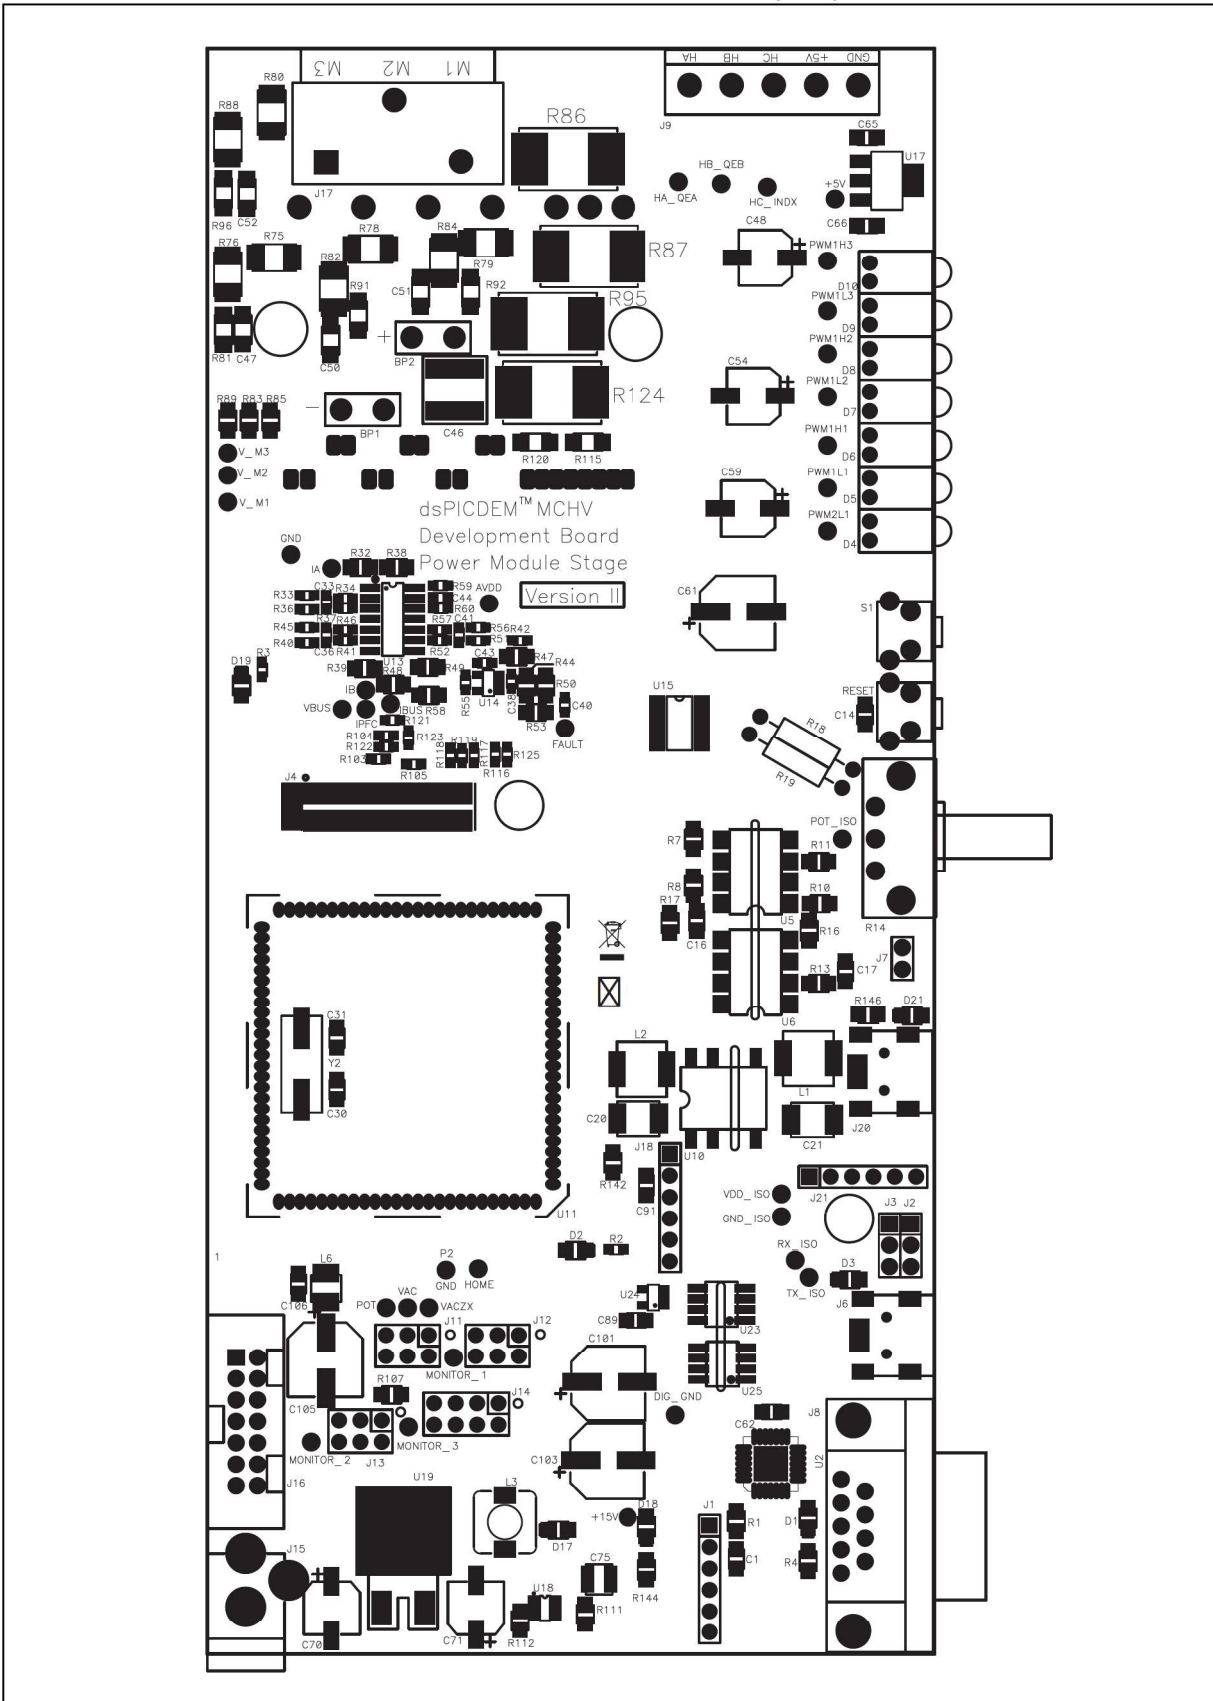 M3 M2 M1
HA HB HC +5V GND
R80
R88
R86
J9
C65
U17
J17
HB_QEB
HA_QEA
HC_INDX
+5V
R96
C52
C48
C66
R76
R75
R78
R84
R79
R87
PWM1H3
R82
R91
C51
R92
R95
D10
PWM1L3
D9
R81
C47
C50
+
BP2
PWM1H2
D8
C54
PWM1L2
D7
R89 R83 R85
-
BP1
C46
R124
PWM1H1
D6
V_M3
R120
R115
V_M2
C59
PWM1L1
D5
V_M1
dsPICDEM™ MCHV
Development Board
Power Module Stage
Version II
PWM2L1
D4
GND
IA
R32
R38
AVDD
R33
C33
R34
R59
C44
R60
R36
C61
S1
R45
R37
R46
R57
C41
R56
R42
R40
C36
R41
U13
R52
R51
C43
R47
R44
D19
R3
R39
R48
R49
R55
U14
C38
R50
U15
RESET
C14
IB
VBUS
IPFC
IBUS
R58
R53
C40
FAULT
R121
R104
R122
R123
R103
R105
R118
R119
R117
R116
R125
R18
R19
J4
POT_ISO
R7
R11
R8
R10
R17
C16
U5
R16
R14
J7
C17
R13
R146
D21
C31
Y2
C30
L2
U6
L1
C20
C21
J20
J18
U10
R142
C91
VDD_ISO
GND_ISO
J21
J3 J2
U11
1
D2
R2
RX_ISO
TX_ISO
D3
P2
GND
HOME
L6
C106
POT
VAC
VACZX
U24
J6
J11
J12
C89
U23
C101
MONITOR_1
R107
J14
U25
C105
DIG_GND
J8
C62
MONITOR_3
MONITOR_2
J13
C103
U2
J16
U19
L3
+15V
D18
J1
R1
D1
D17
J15
C1
R4
C75
U18
R144
R111
R112
C70
C71